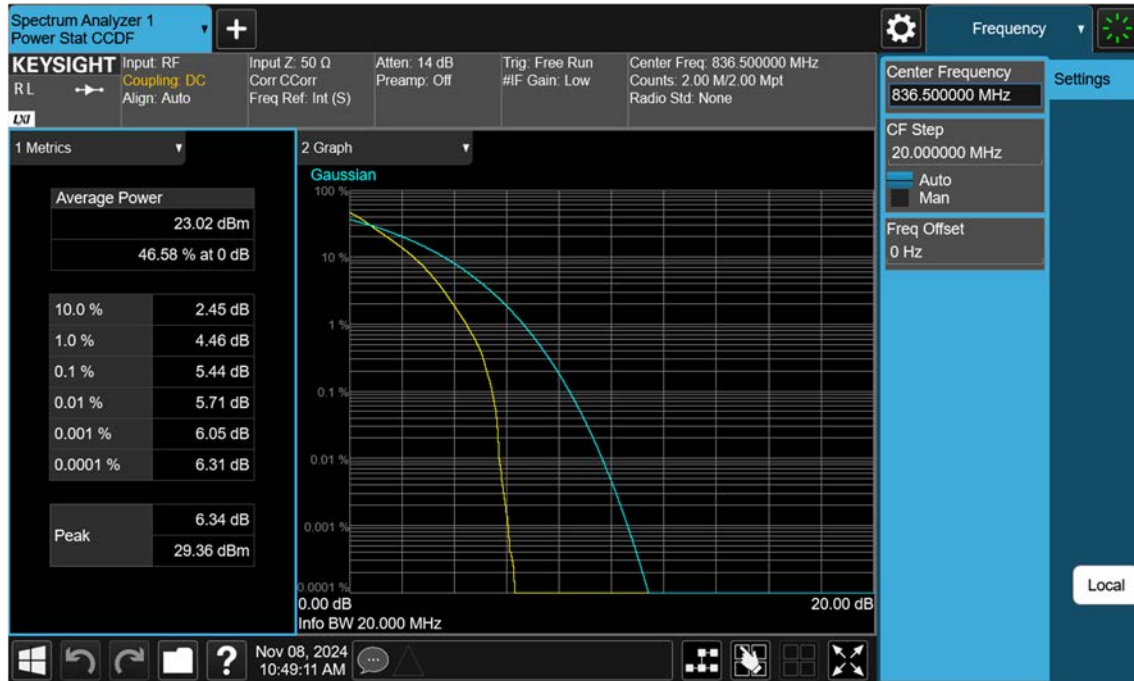 Spectrum Analyzer 1
Power Stat CCDF
+
Frequency
KEYSIGHT
RL
LXI
Input: RF
Coupling: DC
Align: Auto
Input Z: 50 Ω
Corr CCorr
Freq Ref: Int (S)
Atten: 14 dB
Preamp: Off
Trig: Free Run
#IF Gain: Low
Center Freq: 836.500000 MHz
Counts: 2.00 M/2.00 Mpt
Radio Std: None
Center Frequency
836.500000 MHz
Settings
CF Step
20.000000 MHz
Auto
Man
Freq Offset
0 Hz
Local
1 Metrics
Average Power
23.02 dBm
46.58 % at 0 dB
10.0 % 2.45 dB
1.0 % 4.46 dB
0.1 % 5.44 dB
0.01 % 5.71 dB
0.001 % 6.05 dB
0.0001 % 6.31 dB
Peak
6.34 dB
29.36 dBm
2 Graph
Gaussian
100 %
10 %
1 %
0.1 %
0.01 %
0.001 %
0.0001 %
0.00 dB 20.00 dB
Info BW 20.000 MHz
?
Nov 08, 2024
10:49:11 AM